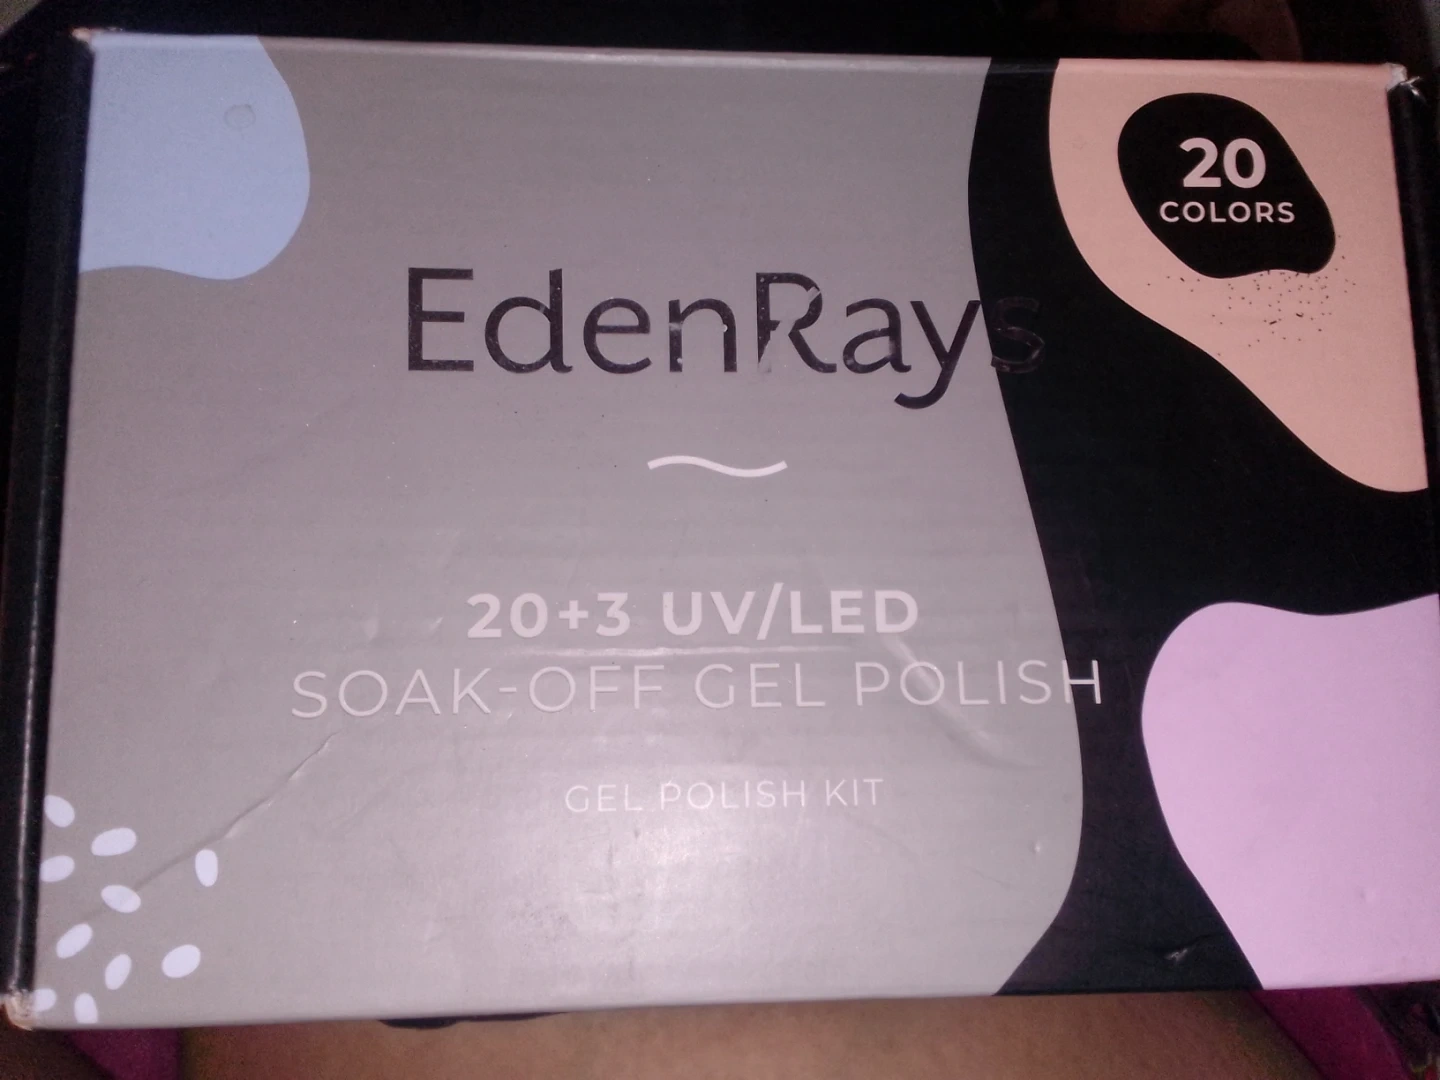 20
COLORS
EdenRays
20+3 UV/LED
SOAK-OFF GEL POLISH
GEL POLISH KIT